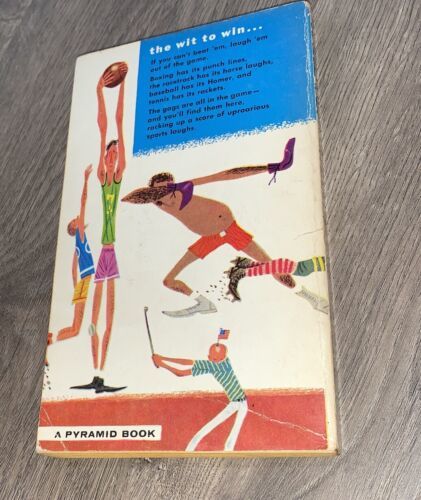 the wit to win...
If you can't beat 'em, laugh 'em
out of the game.
Boxing has its punch lines,
the racetrack has its horse laughs,
baseball has its Homer, and
tennis has its rackets.
The gags are all in the game—
and you'll find them here,
racking up a score of uproarious
sports laughs.
A PYRAMID BOOK